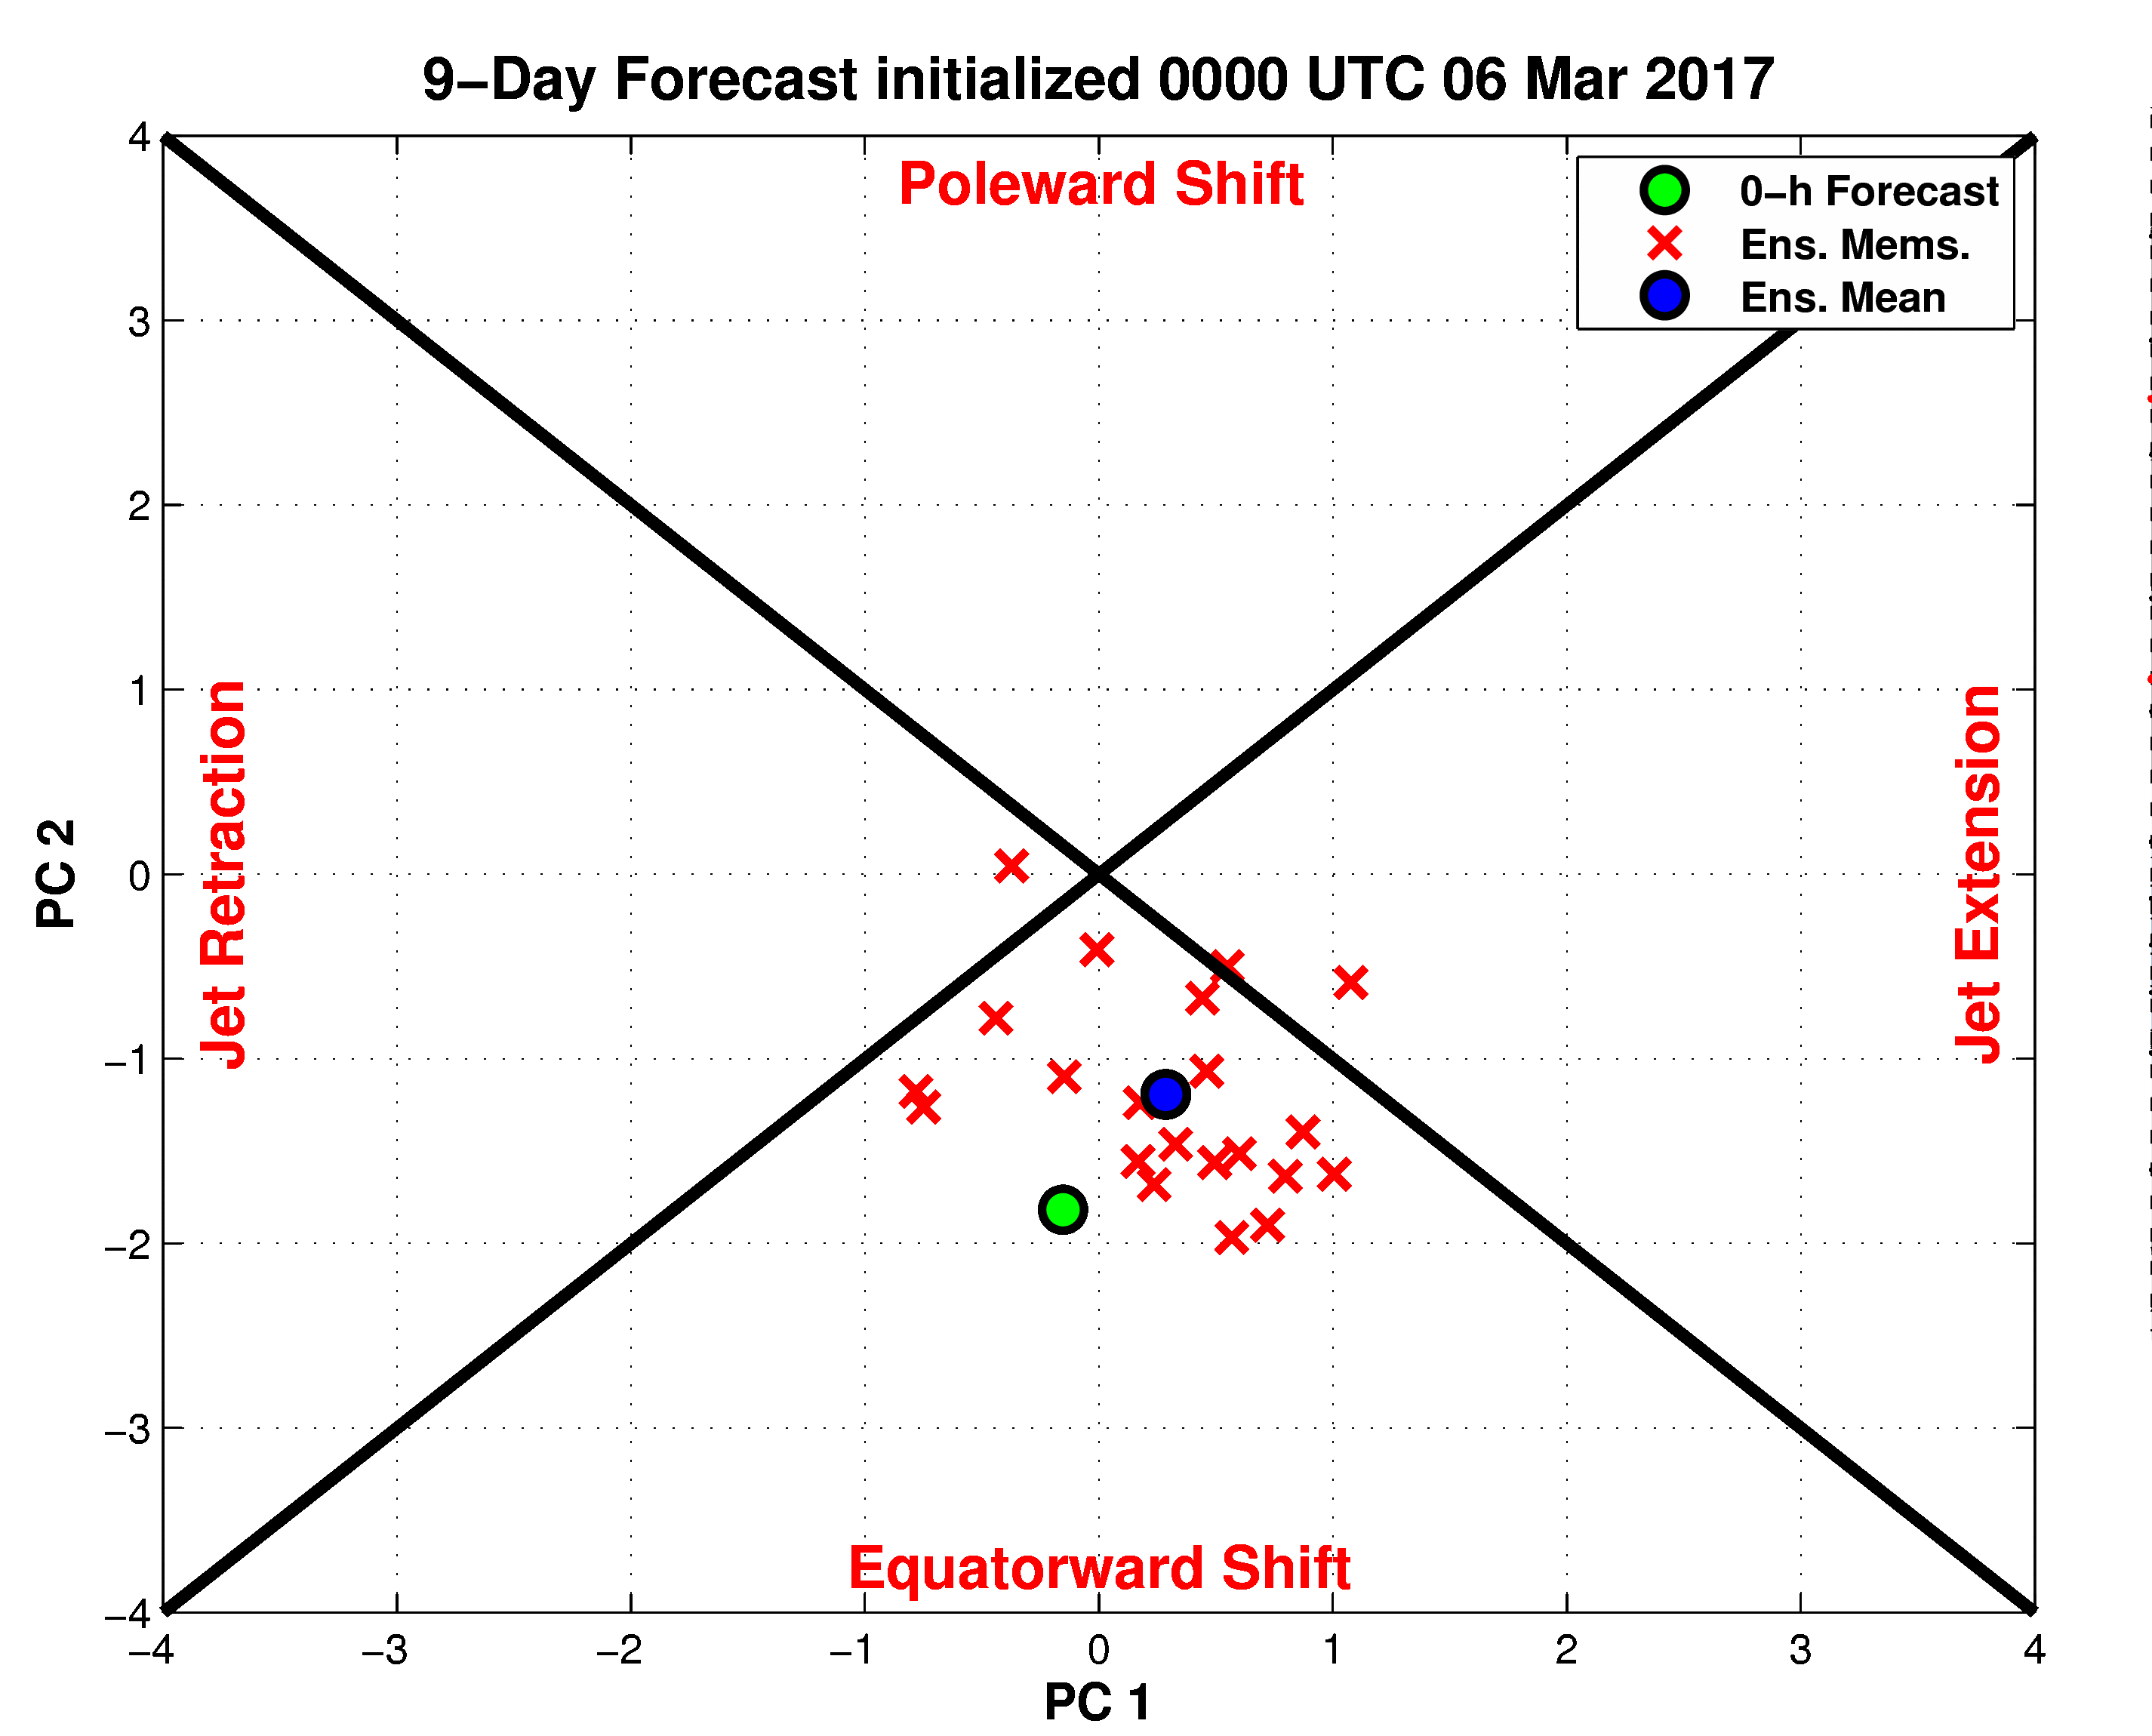 9−Day Forecast initialized 0000 UTC 06 Mar 2017
Poleward Shift
0−h Forecast
Ens. Mems.
Ens. Mean
Jet Retraction
Jet Extension
Equatorward Shift
PC 2
4
3
2
1
0
−1
−2
−3
−4
−4
−3
−2
−1
0
1
2
3
4
PC 1